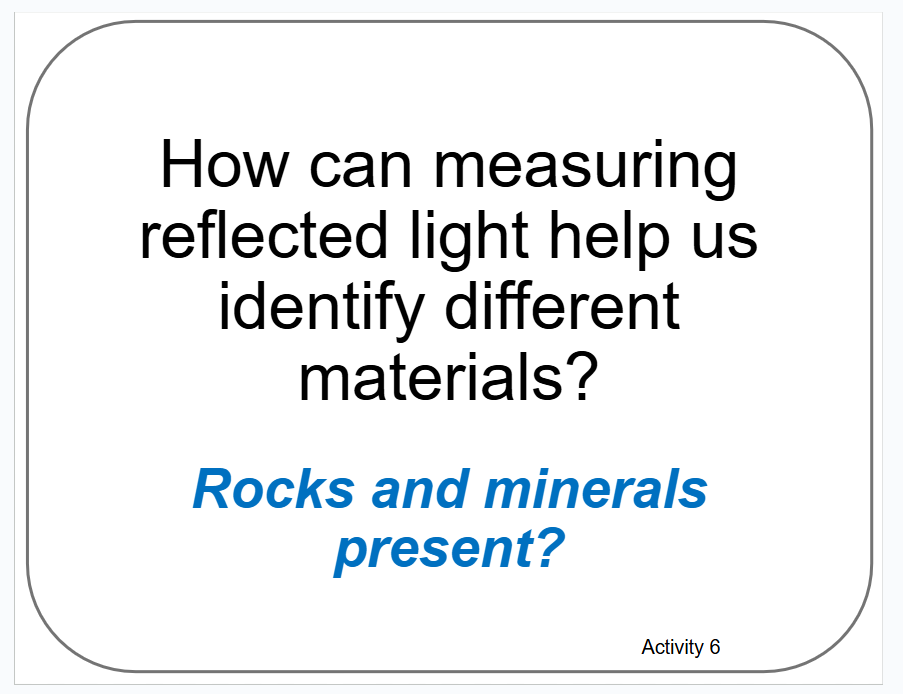 How can measuring
reflected light help us
identify different
materials?
Rocks and minerals
present?
Activity 6